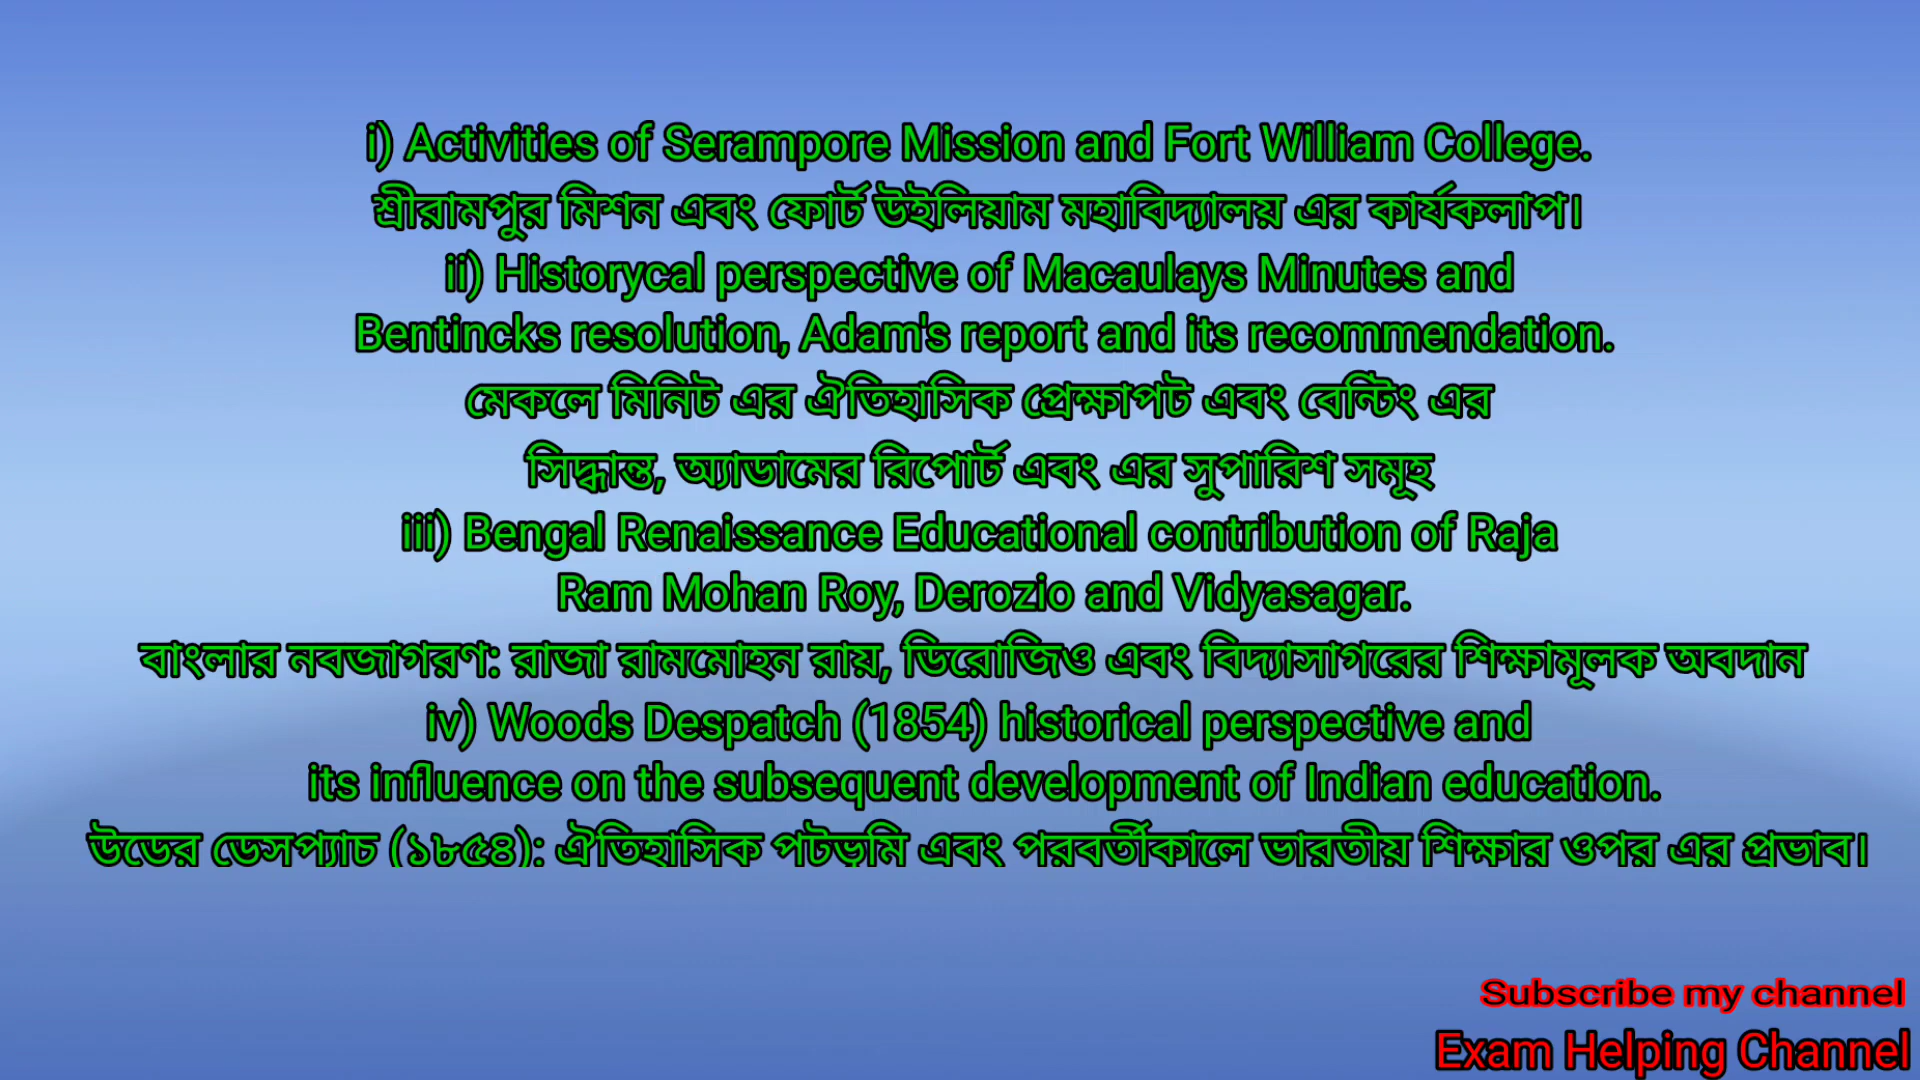 i) Activities of Serampore Mission and Fort William College.
শ্রীরামপুর মিশন এবং ফোর্ট উইলিয়াম মহাবিদ্যালয় এর কার্যকলাপ।
ii) Historycal perspective of Macaulays Minutes and
Bentincks resolution, Adam's report and its recommendation.
মেকলে মিনিট এর ঐতিহাসিক প্রেক্ষাপট এবং বেন্টিং এর
সিদ্ধান্ত, অ্যাডামের রিপোর্ট এবং এর সুপারিশ সমূহ
iii) Bengal Renaissance Educational contribution of Raja
Ram Mohan Roy, Derozio and Vidyasagar.
বাংলার নবজাগরণ: রাজা রামমোহন রায়, ডিরোজিও এবং বিদ্যাসাগরের শিক্ষামূলক অবদান
iv) Woods Despatch (1854) historical perspective and
its influence on the subsequent development of Indian education.
উডের ডেসপ্যাচ (১৮৫৪): ঐতিহাসিক পটভূমি এবং পরবর্তীকালে ভারতীয় শিক্ষার ওপর এর প্রভাব।
Subscribe my channel
Exam Helping Channel